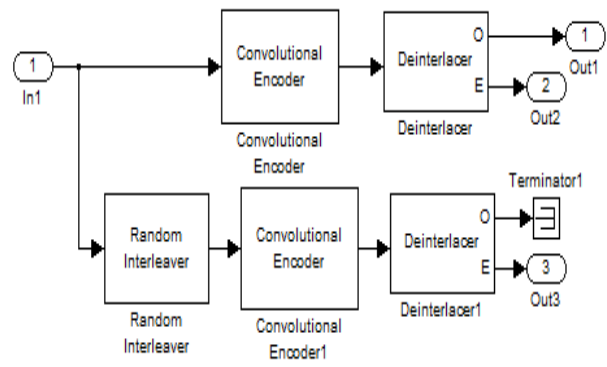 1
In1
Convolutional
Encoder
Convolutional
Encoder
Deinterlacer
O
E
Deinterlacer
1
Out1
2
Out2
Random
Interleaver
Random
Interleaver
Convolutional
Encoder
Convolutional
Encoder1
Deinterlacer
O
E
Deinterlacer1
Terminator1
3
Out3